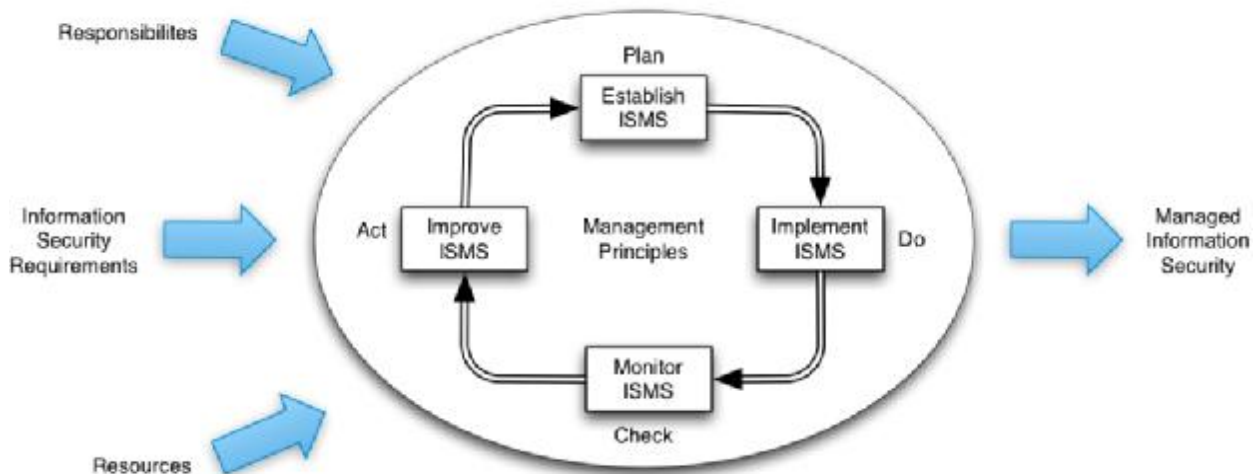 Responsibilites
Plan
Establish
ISMS
Information
Security
Requirements
Act
Improve
ISMS
Management
Principles
Implement
ISMS
Do
Managed
Information
Security
Monitor
ISMS
Check
Resources